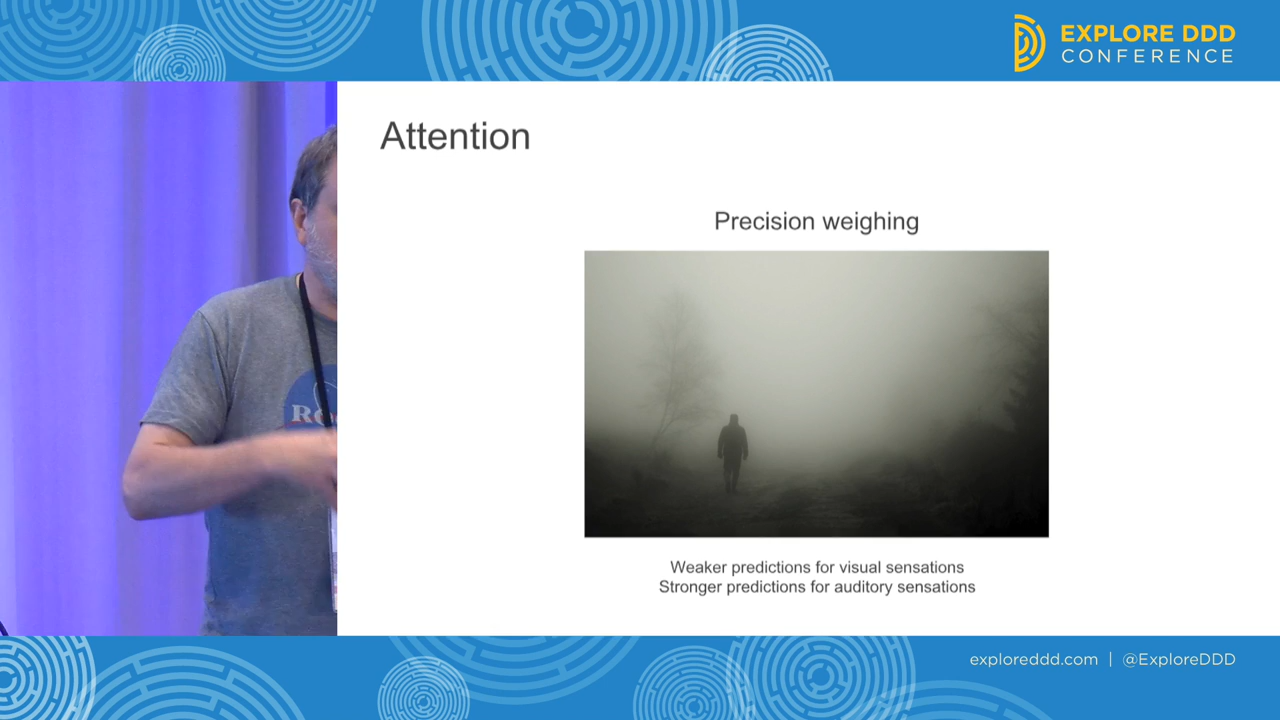 EXPLORE DDD
CONFERENCE
Attention
Precision weighing
Weaker predictions for visual sensations
Stronger predictions for auditory sensations
exploreddd.com | @ExploreDDD